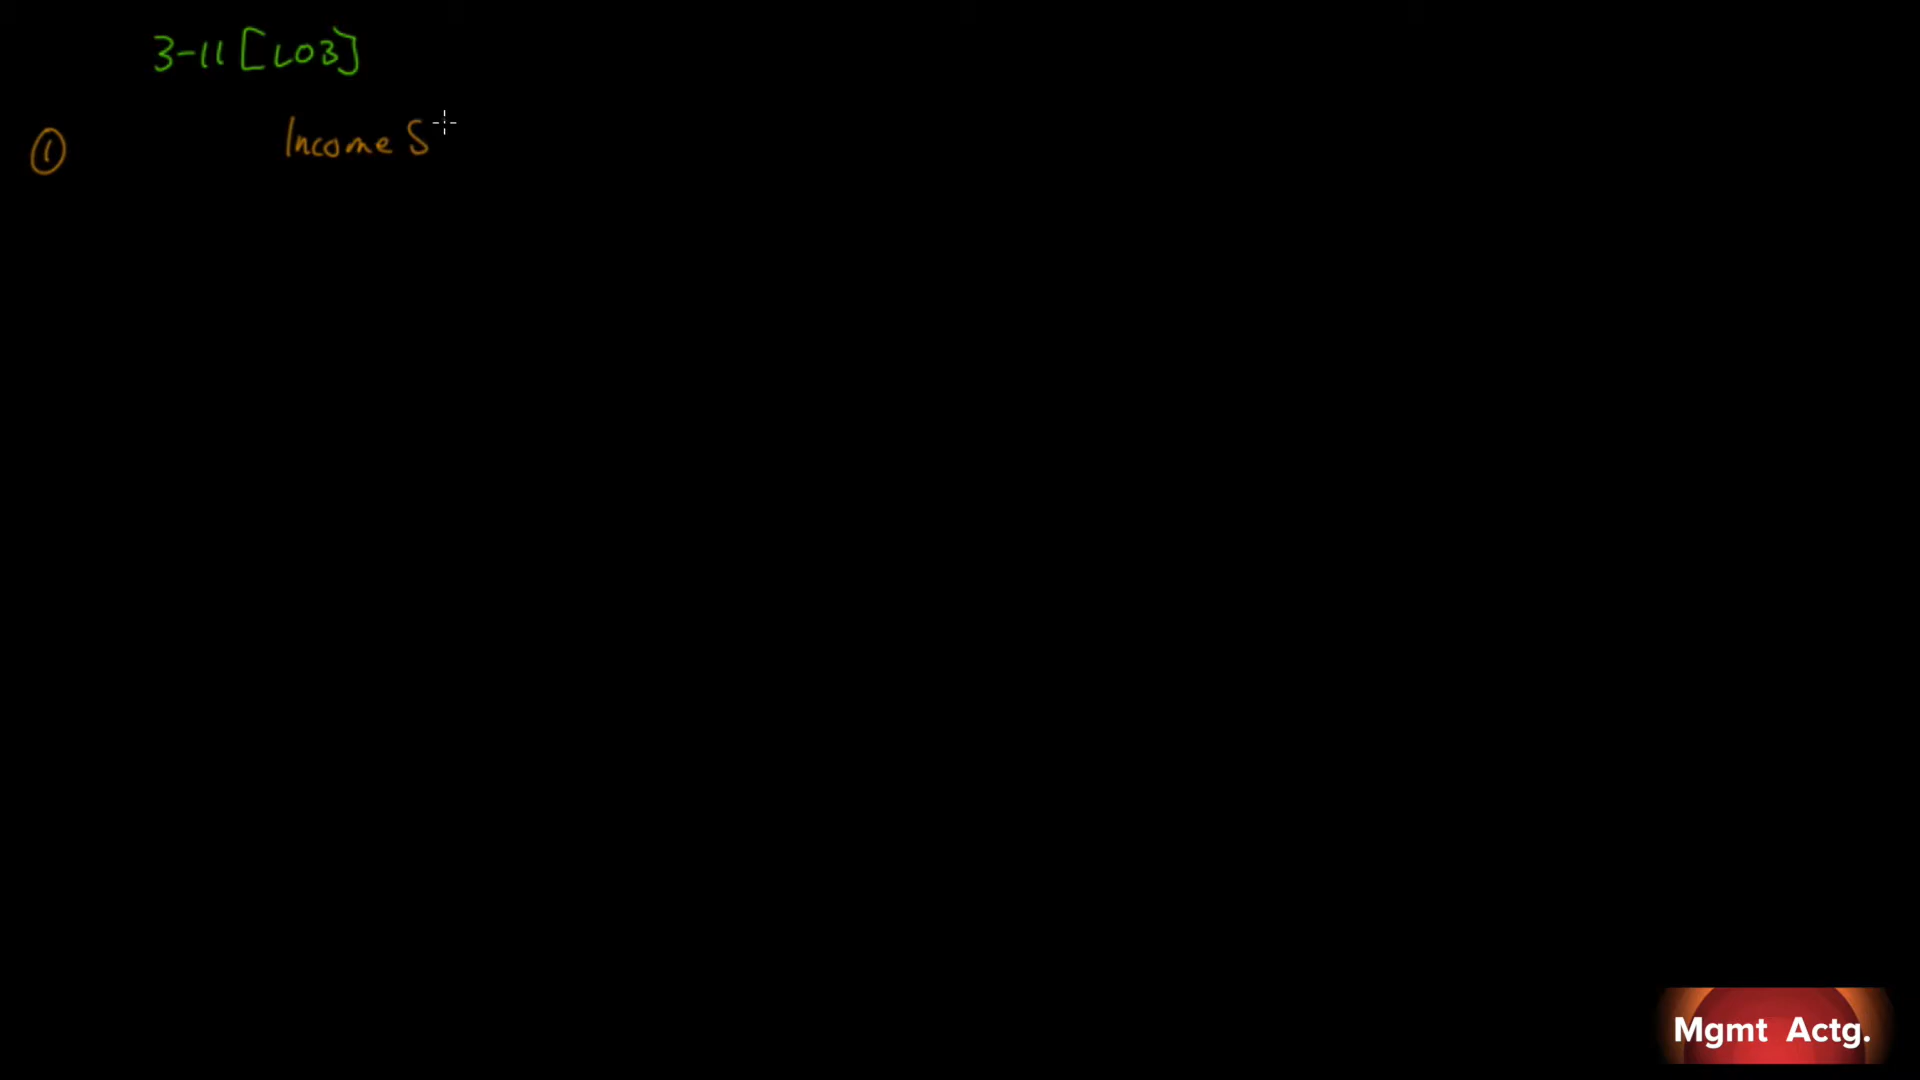 3-11 [LO3]
① Income S
Mgmt Actg.